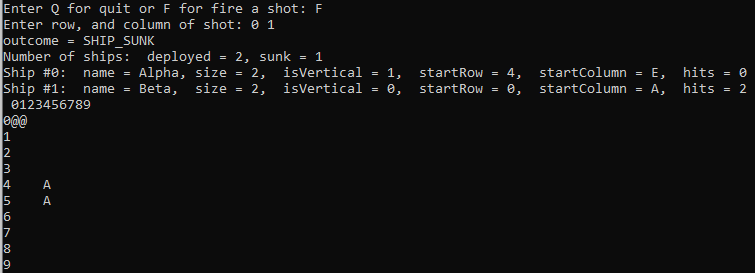 Enter Q for quit or F for fire a shot: F
Enter row, and column of shot: 0 1
outcome = SHIP_SUNK
Number of ships:  deployed = 2, sunk = 1
Ship #0:  name = Alpha, size = 2,  isVertical = 1,  startRow = 4,  startColumn = E,  hits = 0
Ship #1:  name = Beta,  size = 2,  isVertical = 0,  startRow = 0,  startColumn = A,  hits = 2
 0123456789
0@@
1
2
3
4    A
5    A
6
7
8
9